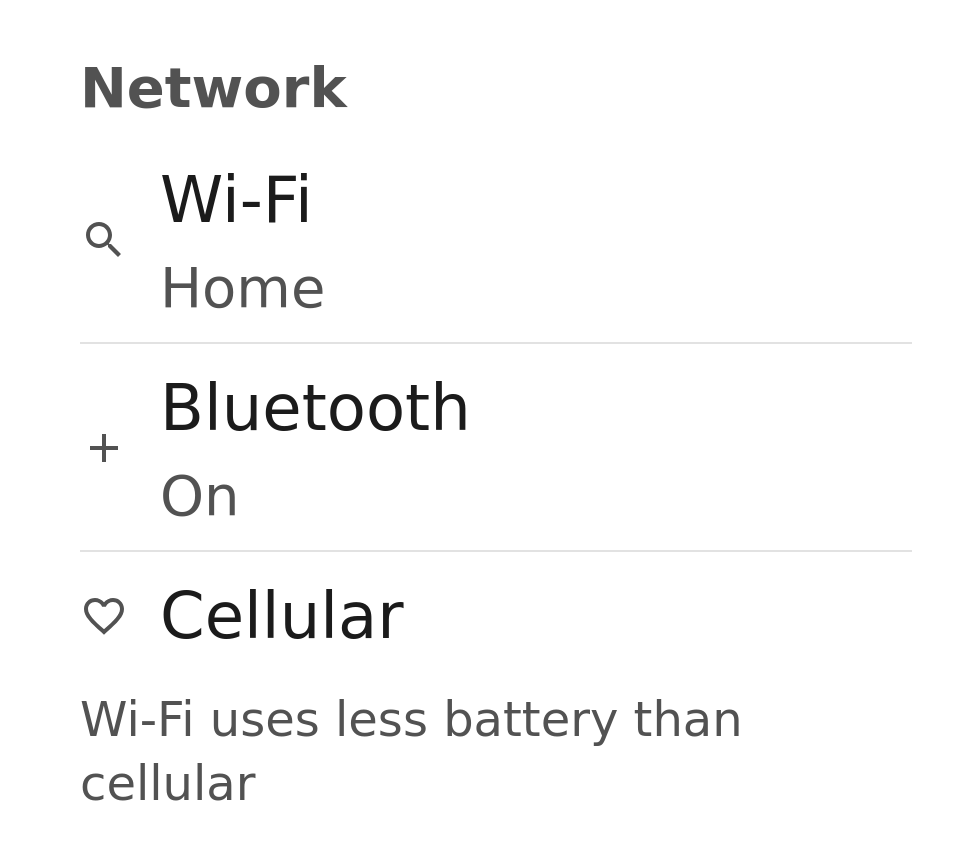 Network
Wi-Fi
Home
Bluetooth
On
Cellular
Wi-Fi uses less battery than
cellular